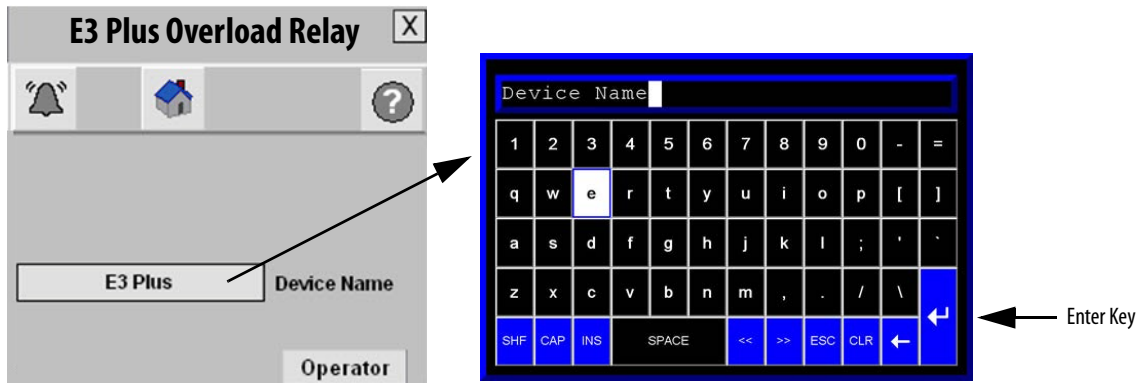 E3 Plus Overload Relay X
?
E3 Plus Device Name
Operator
Device Name
1 2 3 4 5 6 7 8 9 0 - =
q w e r t y u i o p [ ]
a s d f g h j k l ; ' `
z x c v b n m , . / \
SHF CAP INS SPACE << >> ESC CLR ←
↵
Enter Key